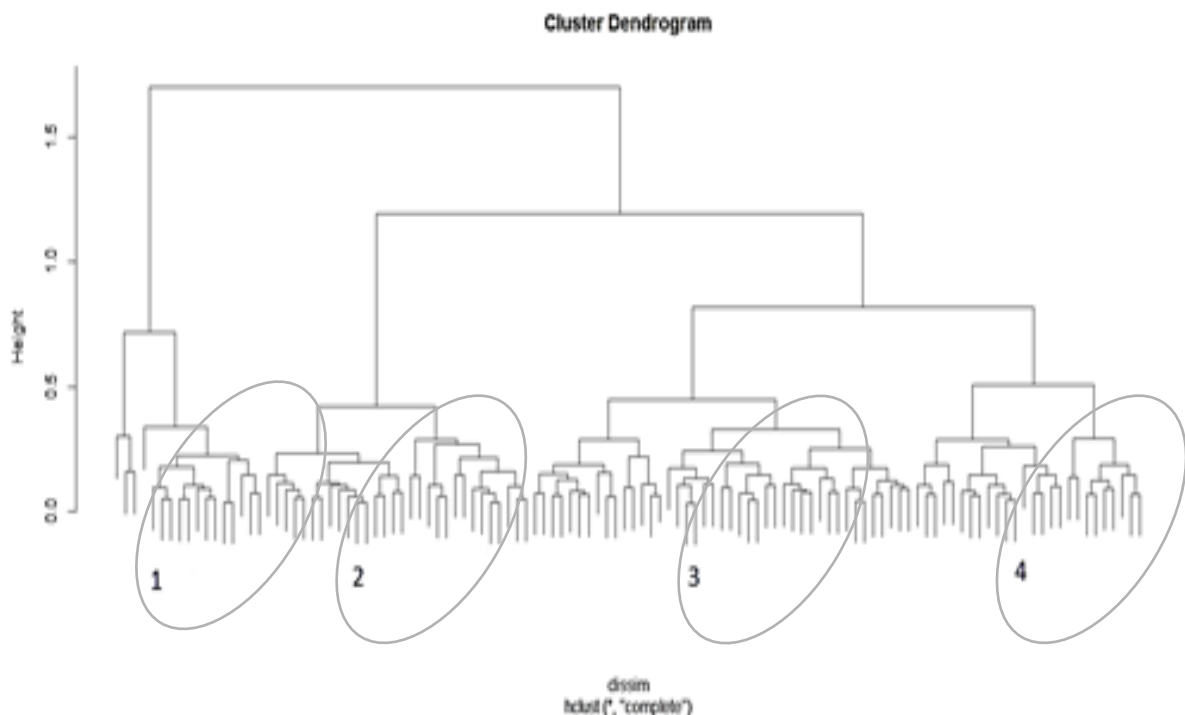 Cluster Dendrogram
Height
1.5
1.0
0.5
0.0
1
2
3
4
dissim
hclust (*, "complete")